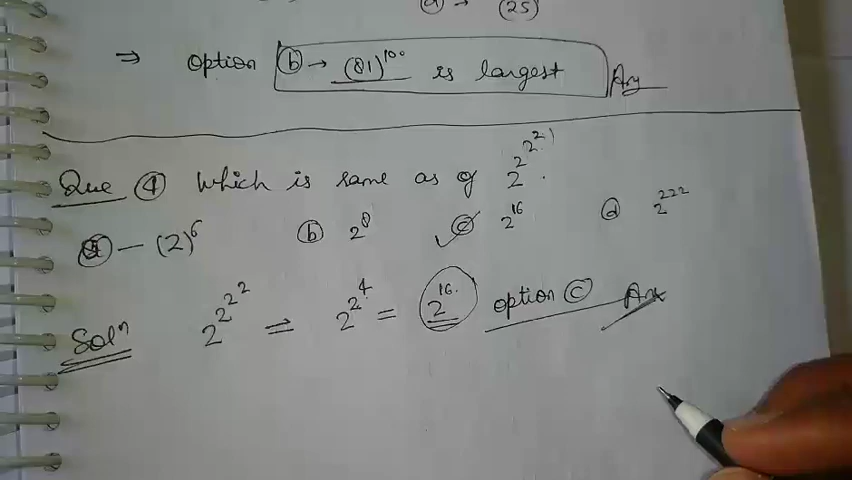 ⓐ → (25)
⇒ option ⓑ → (81)¹⁰⁰ is largest Ans
Que ④ Which is same as of 2^2^2^2.
ⓐ — (2)⁶ ⓑ 2⁸ ✓ⓒ 2¹⁶ ⓓ 2²²²
Solⁿ 2^2^2^2 = 2^2^4 = 2¹⁶. option ⓒ Ans